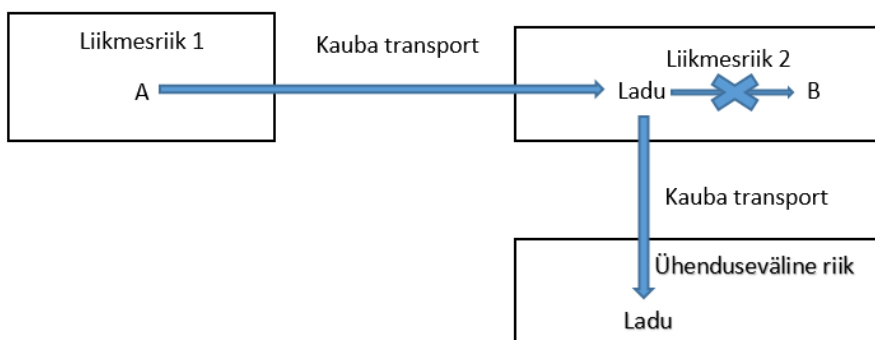 Liikmesriik 1
Kauba transport
Liikmesriik 2
A
Ladu
B
Kauba transport
Ühenduseväline riik
Ladu